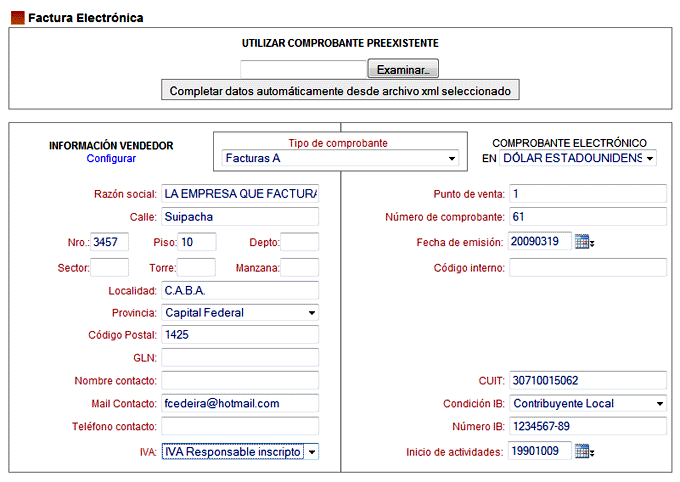 Factura Electrónica
UTILIZAR COMPROBANTE PREEXISTENTE
Examinar..
Completar datos automáticamente desde archivo xml seleccionado
INFORMACIÓN VENDEDOR
Configurar
Tipo de comprobante
Facturas A
COMPROBANTE ELECTRÓNICO
EN DÓLAR ESTADOUNIDENS
Razón social: LA EMPRESA QUE FACTURA
Calle: Suipacha
Nro.: 3457 Piso: 10 Depto:
Sector: Torre: Manzana:
Localidad: C.A.B.A.
Provincia: Capital Federal
Código Postal: 1425
GLN:
Nombre contacto:
Mail Contacto: fcedeira@hotmail.com
Teléfono contacto:
IVA: IVA Responsable inscripto
Punto de venta: 1
Número de comprobante: 61
Fecha de emisión: 20090319
Código interno:
CUIT: 30710015062
Condición IB: Contribuyente Local
Número IB: 1234567-89
Inicio de actividades: 19901009